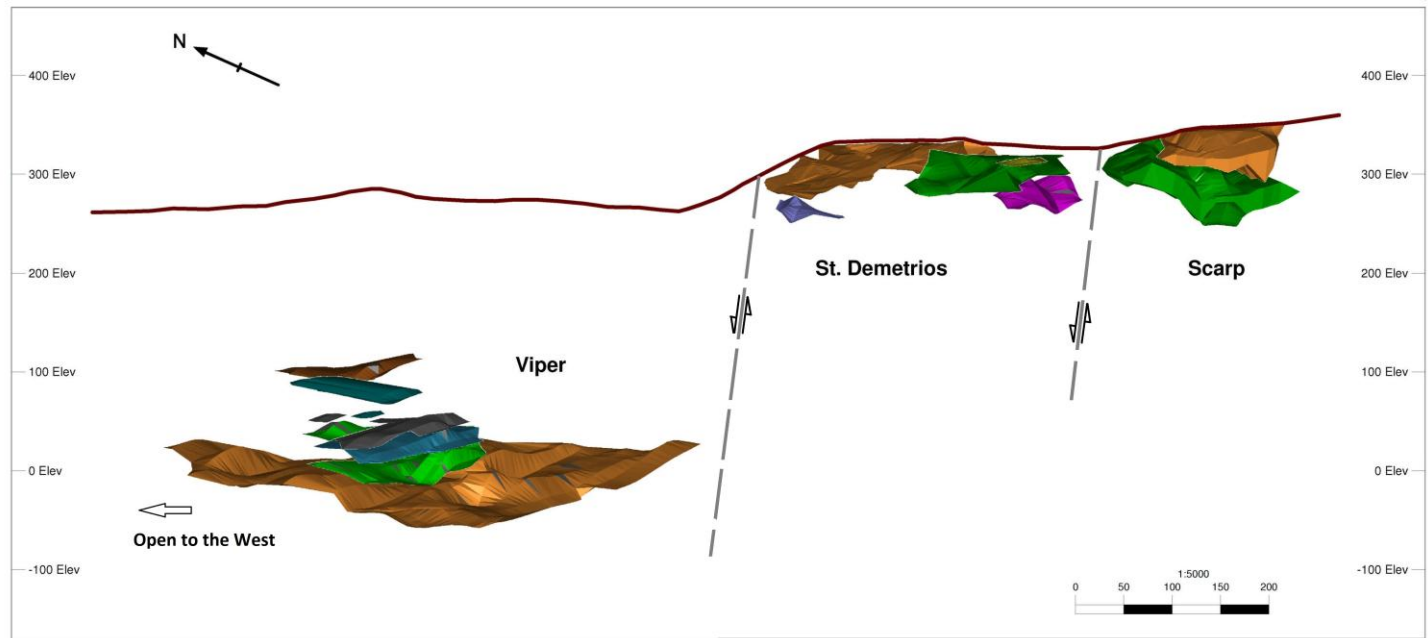 N
400 Elev
400 Elev
300 Elev
300 Elev
St. Demetrios
Scarp
200 Elev
200 Elev
Viper
100 Elev
100 Elev
0 Elev
0 Elev
Open to the West
-100 Elev
-100 Elev
1:5000
0 50 100 150 200